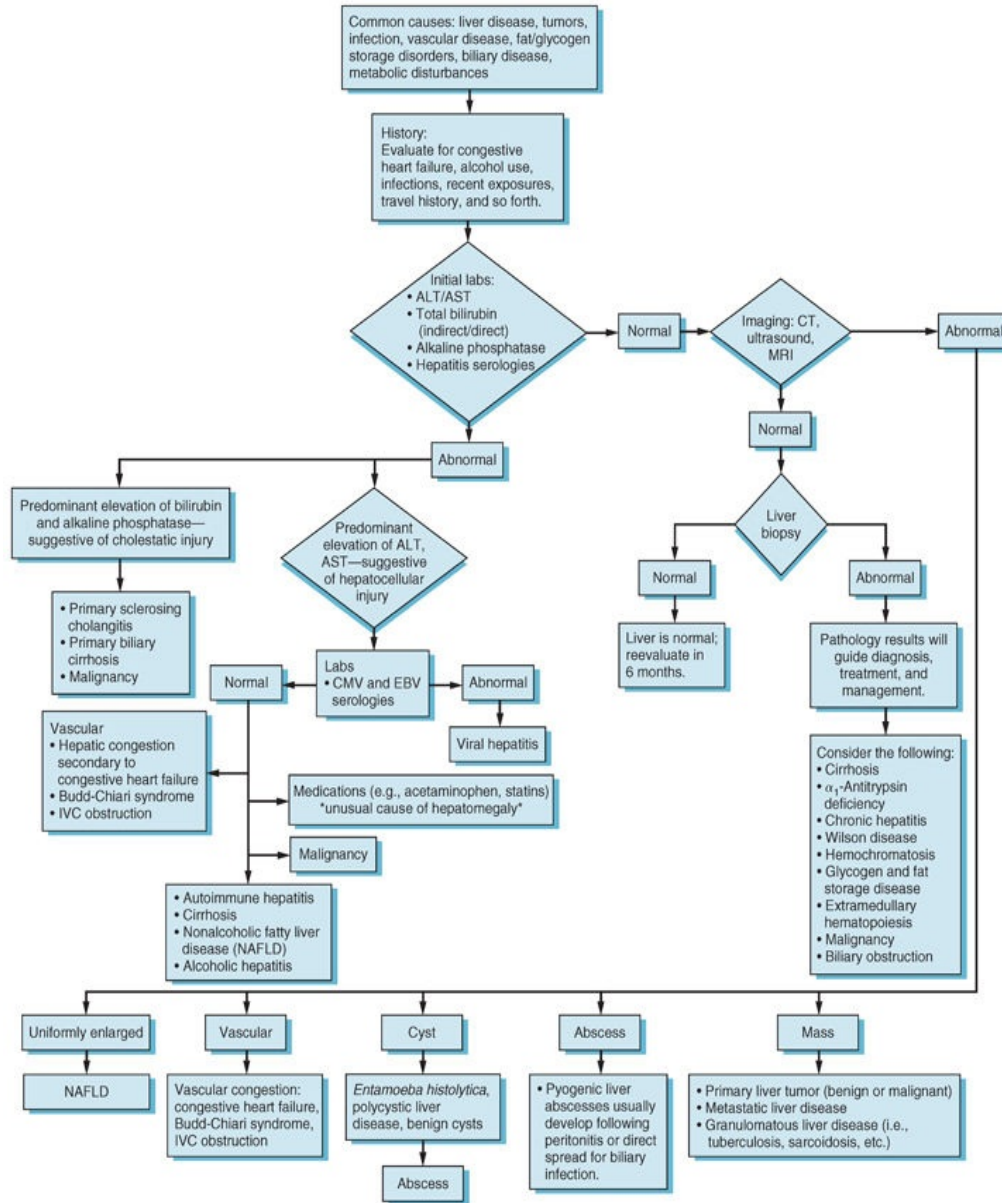 Common causes: liver disease, tumors,
infection, vascular disease, fat/glycogen
storage disorders, biliary disease,
metabolic disturbances
History:
Evaluate for congestive
heart failure, alcohol use,
infections, recent exposures,
travel history, and so forth.
Initial labs:
• ALT/AST
• Total bilirubin
(indirect/direct)
• Alkaline phosphatase
• Hepatitis serologies
Normal
Imaging: CT,
ultrasound,
MRI
Abnormal
Normal
Abnormal
Predominant elevation of bilirubin
and alkaline phosphatase—
suggestive of cholestatic injury
Predominant
elevation of ALT,
AST—suggestive
of hepatocellular
injury
Liver
biopsy
Normal
Abnormal
• Primary sclerosing
cholangitis
• Primary biliary
cirrhosis
• Malignancy
Liver is normal;
reevaluate in
6 months.
Pathology results will
guide diagnosis,
treatment, and
management.
Normal
Labs
• CMV and EBV
serologies
Abnormal
Viral hepatitis
Vascular
• Hepatic congestion
secondary to
congestive heart failure
• Budd-Chiari syndrome
• IVC obstruction
Medications (e.g., acetaminophen, statins)
*unusual cause of hepatomegaly*
Malignancy
• Autoimmune hepatitis
• Cirrhosis
• Nonalcoholic fatty liver
disease (NAFLD)
• Alcoholic hepatitis
Consider the following:
• Cirrhosis
• α₁-Antitrypsin
deficiency
• Chronic hepatitis
• Wilson disease
• Hemochromatosis
• Glycogen and fat
storage disease
• Extramedullary
hematopoiesis
• Malignancy
• Biliary obstruction
Uniformly enlarged
Vascular
Cyst
Abscess
Mass
NAFLD
Vascular congestion:
congestive heart failure,
Budd-Chiari syndrome,
IVC obstruction
Entamoeba histolytica,
polycystic liver
disease, benign cysts
Abscess
• Pyogenic liver
abscesses usually
develop following
peritonitis or direct
spread for biliary
infection.
• Primary liver tumor (benign or malignant)
• Metastatic liver disease
• Granulomatous liver disease (i.e.,
tuberculosis, sarcoidosis, etc.)